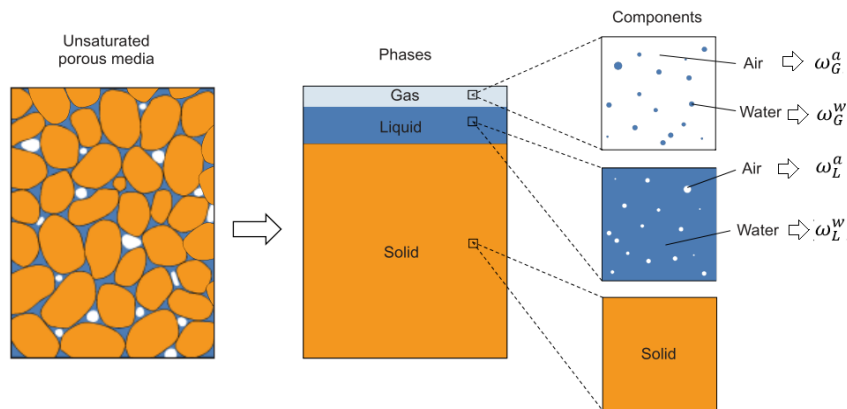 Unsaturated
porous media
Phases
Components
Gas
Liquid
Solid
Air ω_G^a
Water ω_G^w
Air ω_L^a
Water ω_L^w
Solid